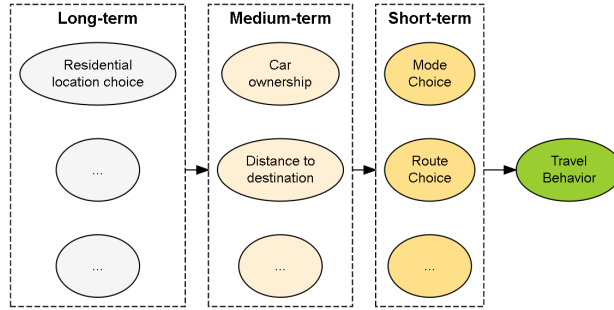 Long-term
Medium-term
Short-term
Residential
location choice
Car
ownership
Mode
Choice
...
Distance to
destination
Route
Choice
Travel
Behavior
...
...
...